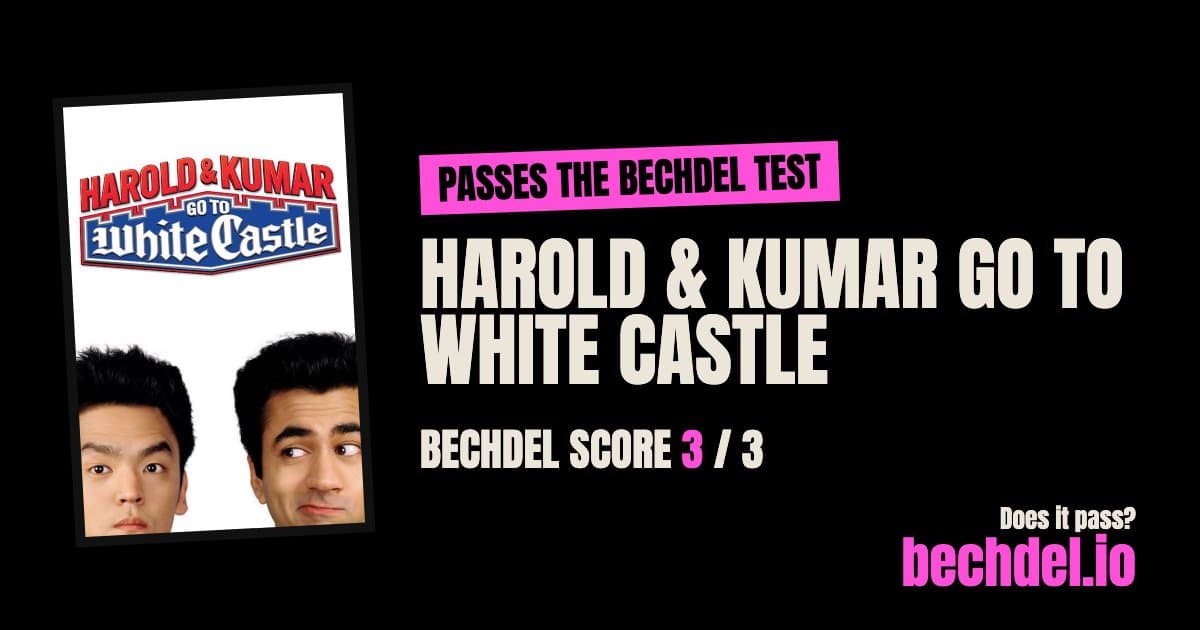 HAROLD & KUMAR
GO TO
White Castle
PASSES THE BECHDEL TEST
HAROLD & KUMAR GO TO
WHITE CASTLE
BECHDEL SCORE 3 / 3
Does it pass?
bechdel.io